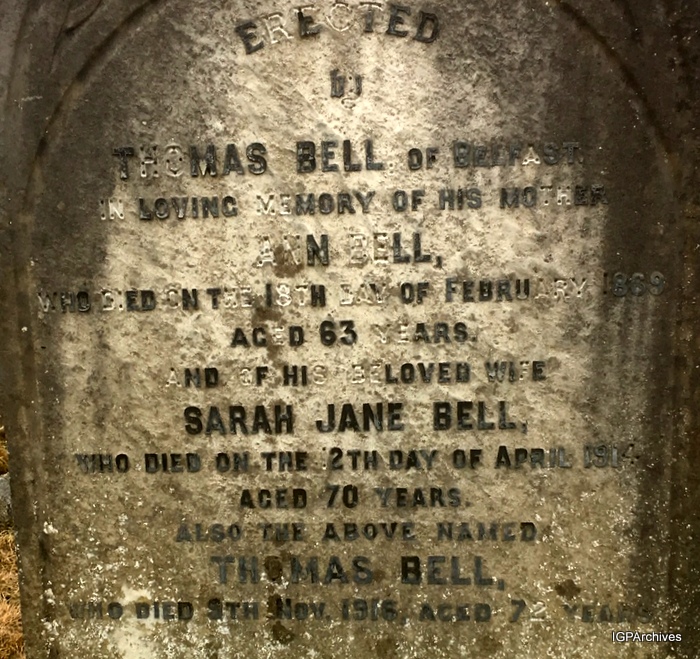 ERECTED
BY
THOMAS BELL OF BELFAST,
IN LOVING MEMORY OF HIS MOTHER
ANN BELL,
WHO DIED ON THE 18TH DAY OF FEBRUARY
AGED 63 YEARS.
AND OF HIS BELOVED WIFE
SARAH JANE BELL,
WHO DIED ON THE 12TH DAY OF APRIL 1914
AGED 70 YEARS.
ALSO THE ABOVE NAMED
THOMAS BELL,
WHO DIED 9TH NOV. 1916, AGED 72 YEARS
IGPArchives